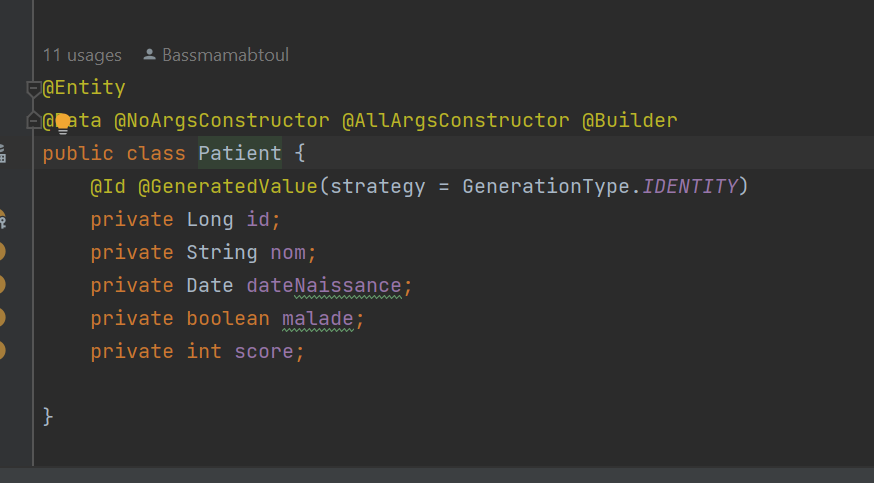 11 usages Bassmamabtoul
@Entity
@Data @NoArgsConstructor @AllArgsConstructor @Builder
public class Patient {
@Id @GeneratedValue(strategy = GenerationType.IDENTITY)
private Long id;
private String nom;
private Date dateNaissance;
private boolean malade;
private int score;
}